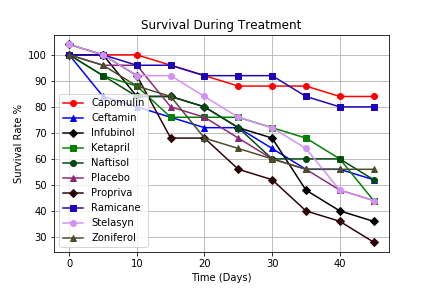 Survival During Treatment
Survival Rate %
100
90
80
70
60
50
40
30
Capomulin
Ceftamin
Infubinol
Ketapril
Naftisol
Placebo
Propriva
Ramicane
Stelasyn
Zoniferol
0
10
20
30
40
Time (Days)